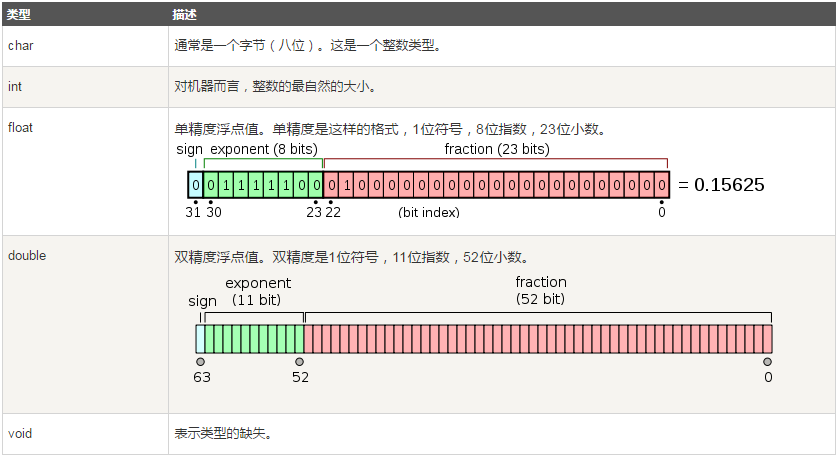 类型 描述
char 通常是一个字节（八位）。这是一个整数类型。
int 对机器而言，整数的最自然的大小。
float 单精度浮点值。单精度是这样的格式，1位符号，8位指数，23位小数。
sign exponent (8 bits) fraction (23 bits)
0 0 1 1 1 1 1 0 0 0 1 0 0 0 0 0 0 0 0 0 0 0 0 0 0 0 0 0 0 0 0 0 = 0.15625
31 30 23 22 (bit index) 0
double 双精度浮点值。双精度是1位符号，11位指数，52位小数。
exponent fraction
sign (11 bit) (52 bit)
63 52 0
void 表示类型的缺失。